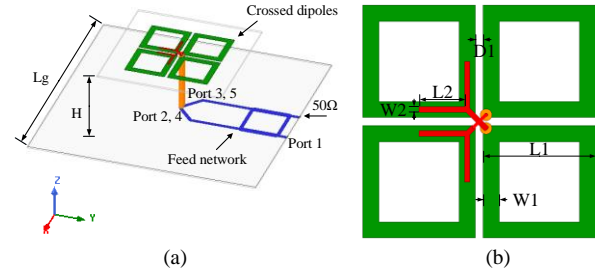 Crossed dipoles
Lg
H
Port 3, 5
Port 2, 4
50Ω
Port 1
Feed network
Z
Y
X
(a)
D1
L2
W2
L1
W1
(b)